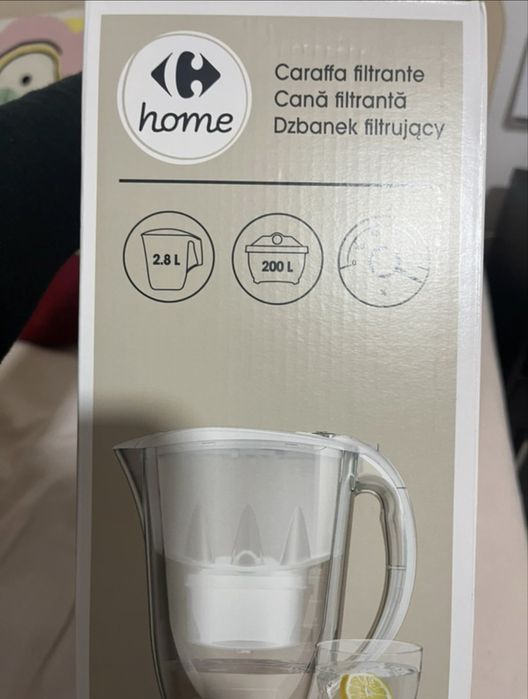 home
Caraffa filtrante
Cană filtrantă
Dzbanek filtrujący
2.8 L
200 L